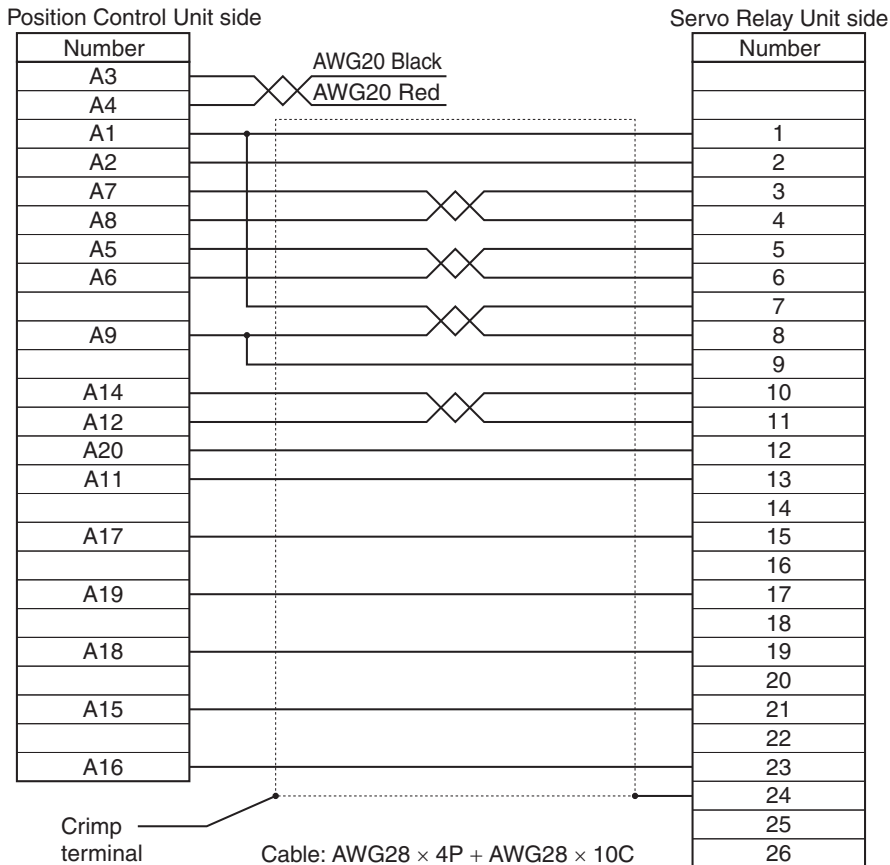 Position Control Unit side
Servo Relay Unit side
Number
Number
A3
AWG20 Black
A4
AWG20 Red
A1
1
A2
2
A7
3
A8
4
A5
5
A6
6
7
A9
8
9
A14
10
A12
11
A20
12
A11
13
14
A17
15
16
A19
17
18
A18
19
20
A15
21
22
A16
23
24
Crimp
terminal
25
Cable: AWG28 × 4P + AWG28 × 10C
26